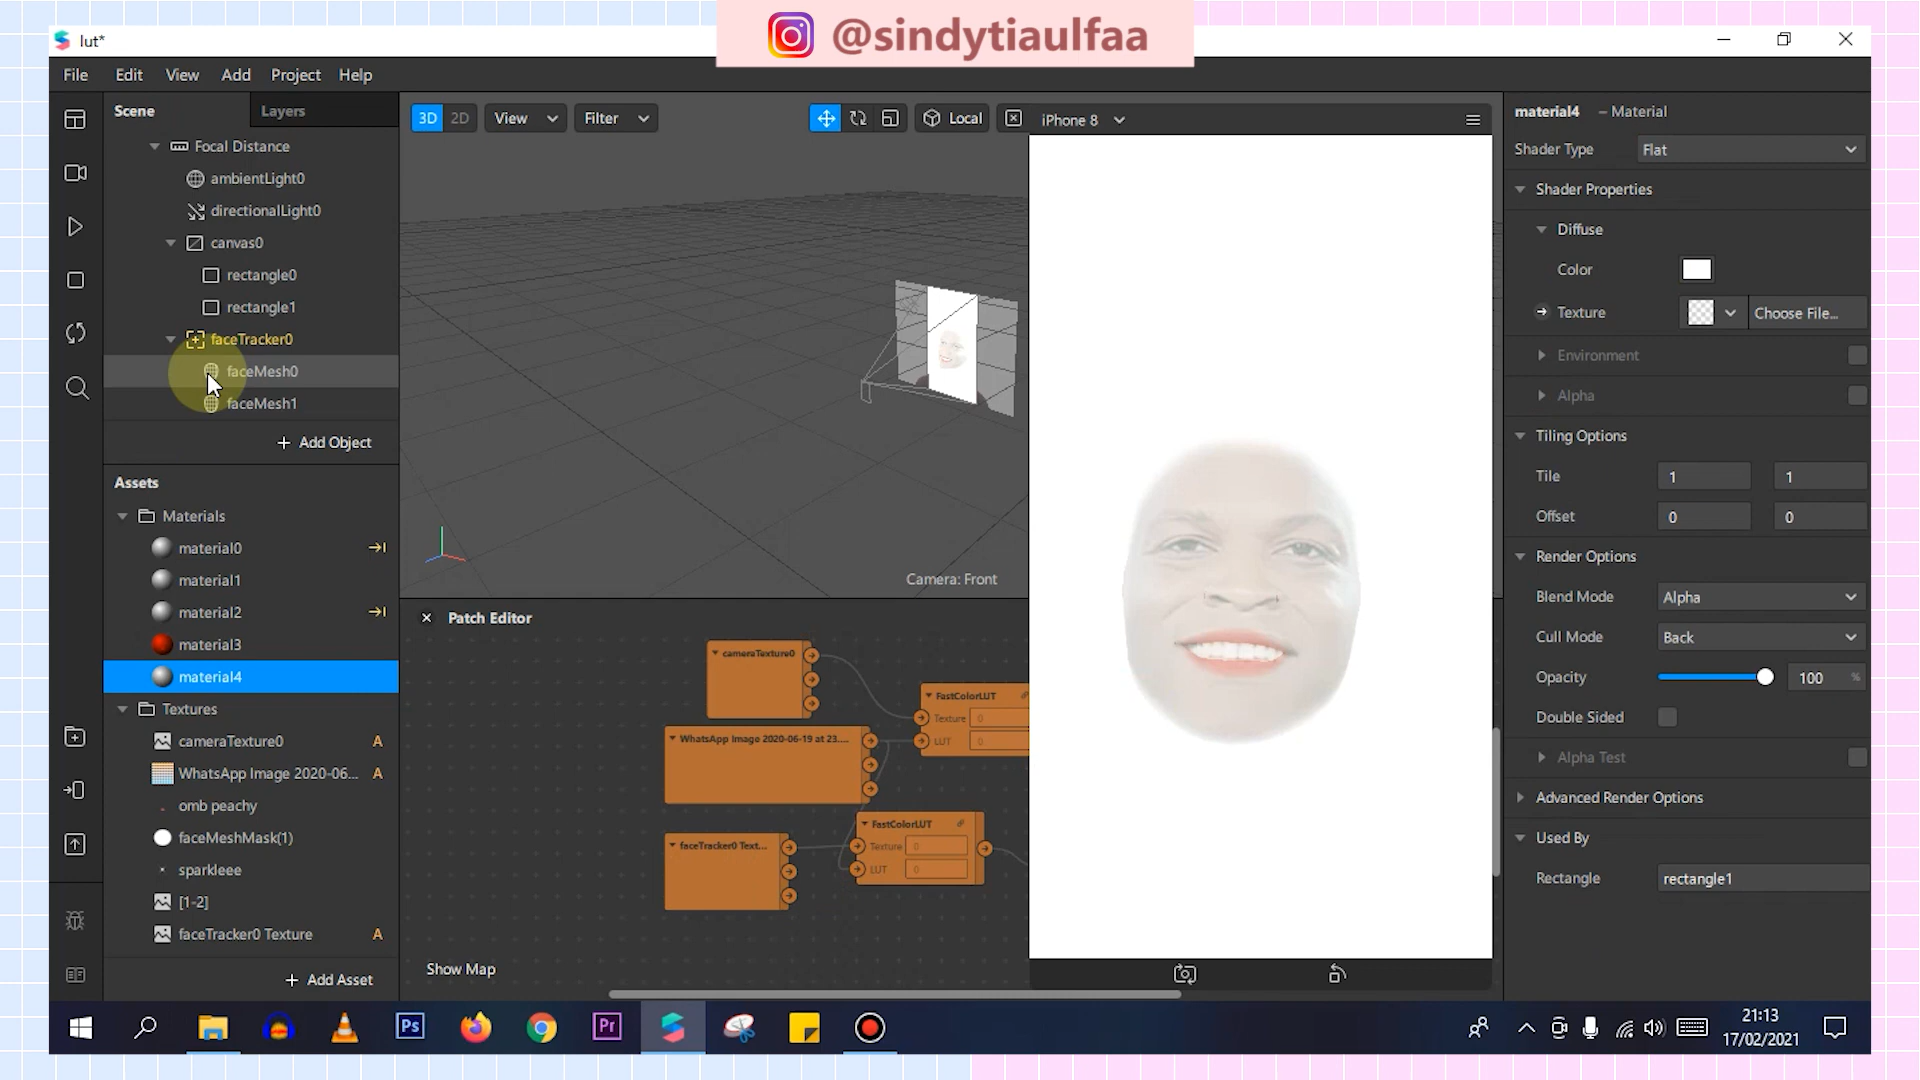 @sindytiaulfaa
lut*
File Edit View Add Project Help
Scene Layers
Focal Distance
ambientLight0
directionalLight0
canvas0
rectangle0
rectangle1
faceTracker0
faceMesh0
faceMesh1
+ Add Object
Assets
Materials
material0
material1
material2
material3
material4
Textures
cameraTexture0 A
WhatsApp Image 2020-06... A
omb peachy
faceMeshMask(1)
sparkleee
[1-2]
faceTracker0 Texture A
+ Add Asset
3D 2D View Filter Local
Camera: Front
Patch Editor
cameraTexture0
WhatsApp Image 2020-06-19 at 23....
faceTracker0 Text...
FastColorLUT
Texture 0
LUT 0
FastColorLUT
Texture 0
LUT 0
Show Map
iPhone 8
material4 – Material
Shader Type Flat
Shader Properties
Diffuse
Color
Texture Choose File...
Environment
Alpha
Tiling Options
Tile 1 1
Offset 0 0
Render Options
Blend Mode Alpha
Cull Mode Back
Opacity 100 %
Double Sided
Alpha Test
Advanced Render Options
Used By
Rectangle rectangle1
Ps
Pr
21:13
17/02/2021